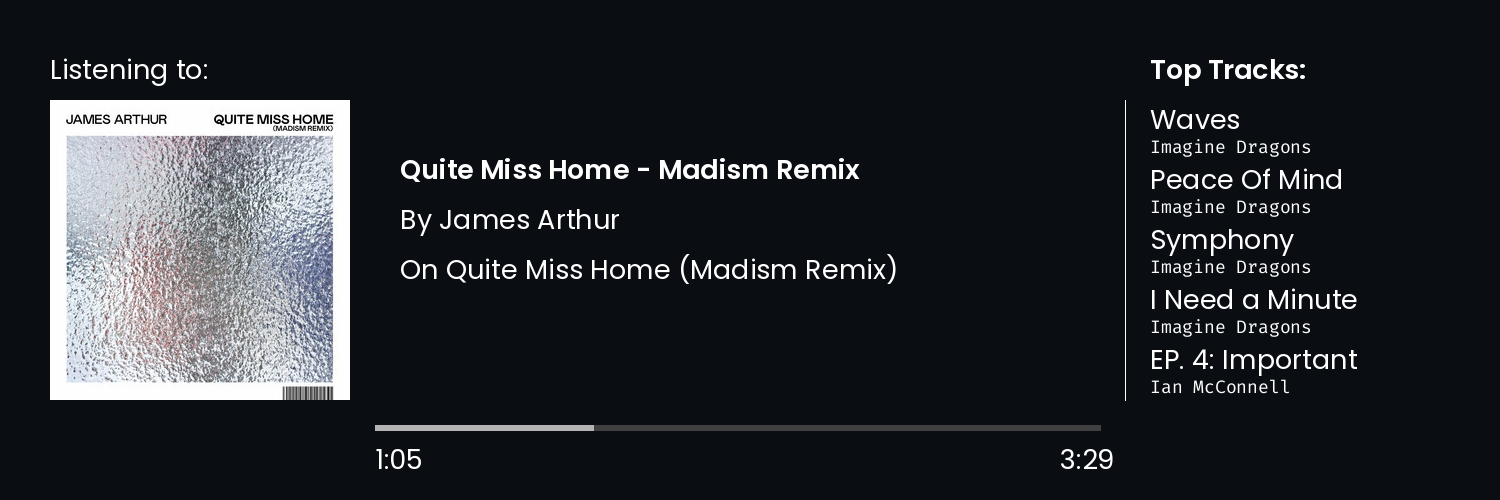 Listening to:
JAMES ARTHUR
QUITE MISS HOME
(MADISM REMIX)
Quite Miss Home - Madism Remix
By James Arthur
On Quite Miss Home (Madism Remix)
1:05
3:29
Top Tracks:
Waves
Imagine Dragons
Peace Of Mind
Imagine Dragons
Symphony
Imagine Dragons
I Need a Minute
Imagine Dragons
EP. 4: Important
Ian McConnell